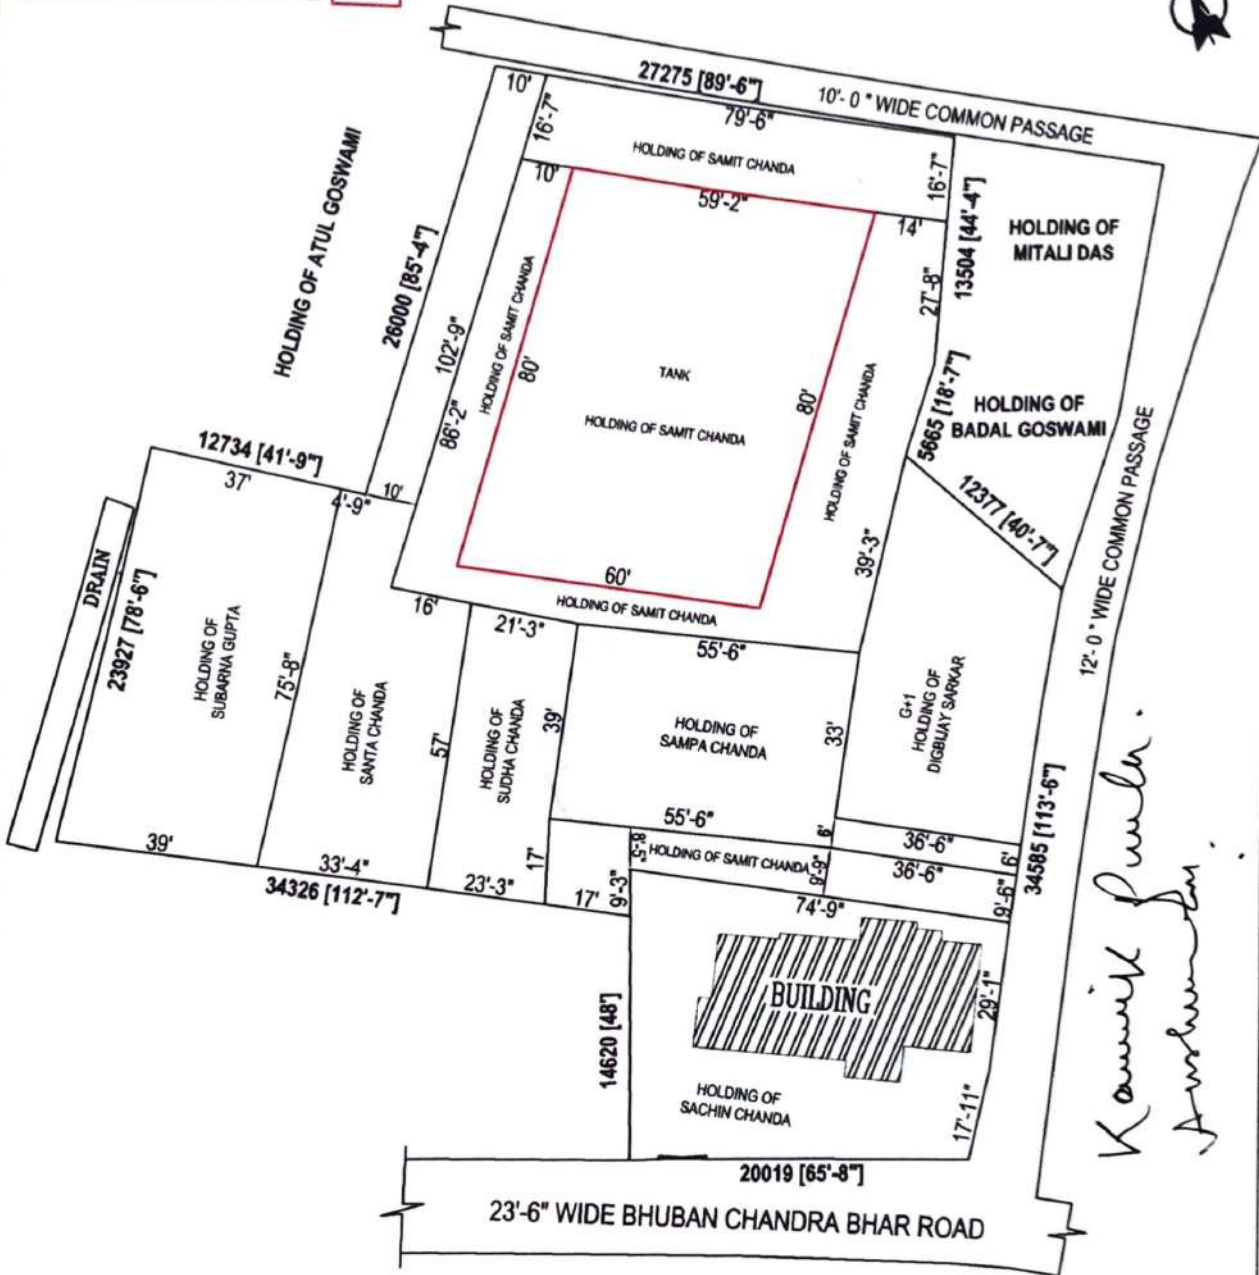 27275 [89'-6"]
10'- 0 " WIDE COMMON PASSAGE
10'
79'-6"
16'-7"
HOLDING OF SAMIT CHANDA
16'-7"
10'
59'-2"
14'
HOLDING OF ATUL GOSWAMI
26000 [85'-4"]
102'-9"
86'-2"
HOLDING OF SAMIT CHANDA
80'
TANK
HOLDING OF SAMIT CHANDA
80'
HOLDING OF SAMIT CHANDA
27'-8"
13504 [44'-4"]
HOLDING OF
MITALI DAS
5665 [18'-7"]
HOLDING OF
BADAL GOSWAMI
12377 [40'-7"]
12'- 0 " WIDE COMMON PASSAGE
39'-3"
12734 [41'-9"]
37'
4'-9"
10'
DRAIN
23927 [78'-6"]
HOLDING OF
SUBARNA GUPTA
75'-8"
60'
HOLDING OF SAMIT CHANDA
16'
21'-3"
55'-6"
HOLDING OF
SANTA CHANDA
57'
HOLDING OF
SUDHA CHANDA
39'
HOLDING OF
SAMPA CHANDA
33'
G+1
HOLDING OF
DIGBIJAY SARKAR
34585 [113'-6"]
55'-6"
6'
36'-6"
6'
39'
33'-4"
34326 [112'-7"]
23'-3"
17'
17'
9'-3"
8'-5"
HOLDING OF SAMIT CHANDA
9'-9"
36'-6"
9'-6"
74'-9"
BUILDING
29'-1"
14620 [48']
HOLDING OF
SACHIN CHANDA
17'-11"
20019 [65'-8"]
23'-6" WIDE BHUBAN CHANDRA BHAR ROAD